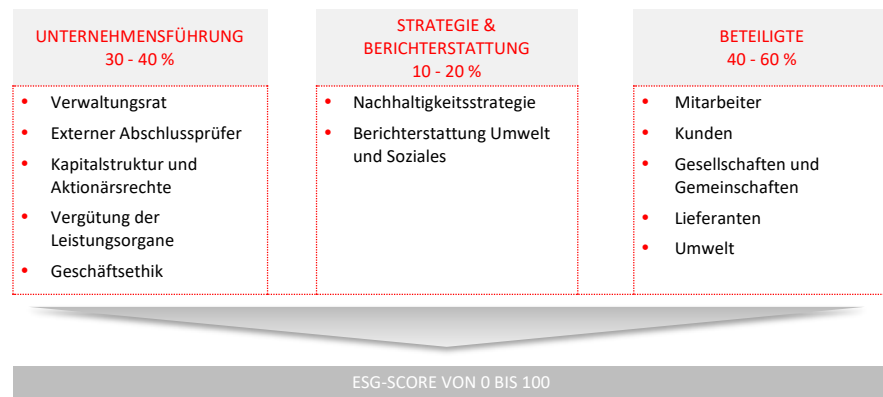 UNTERNEHMENSFÜHRUNG
30 - 40 %
• Verwaltungsrat
• Externer Abschlussprüfer
• Kapitalstruktur und
Aktionärsrechte
• Vergütung der
Leistungsorgane
• Geschäftsethik
STRATEGIE &
BERICHTERSTATTUNG
10 - 20 %
• Nachhaltigkeitsstrategie
• Berichterstattung Umwelt
und Soziales
BETEILIGTE
40 - 60 %
• Mitarbeiter
• Kunden
• Gesellschaften und
Gemeinschaften
• Lieferanten
• Umwelt
ESG-SCORE VON 0 BIS 100